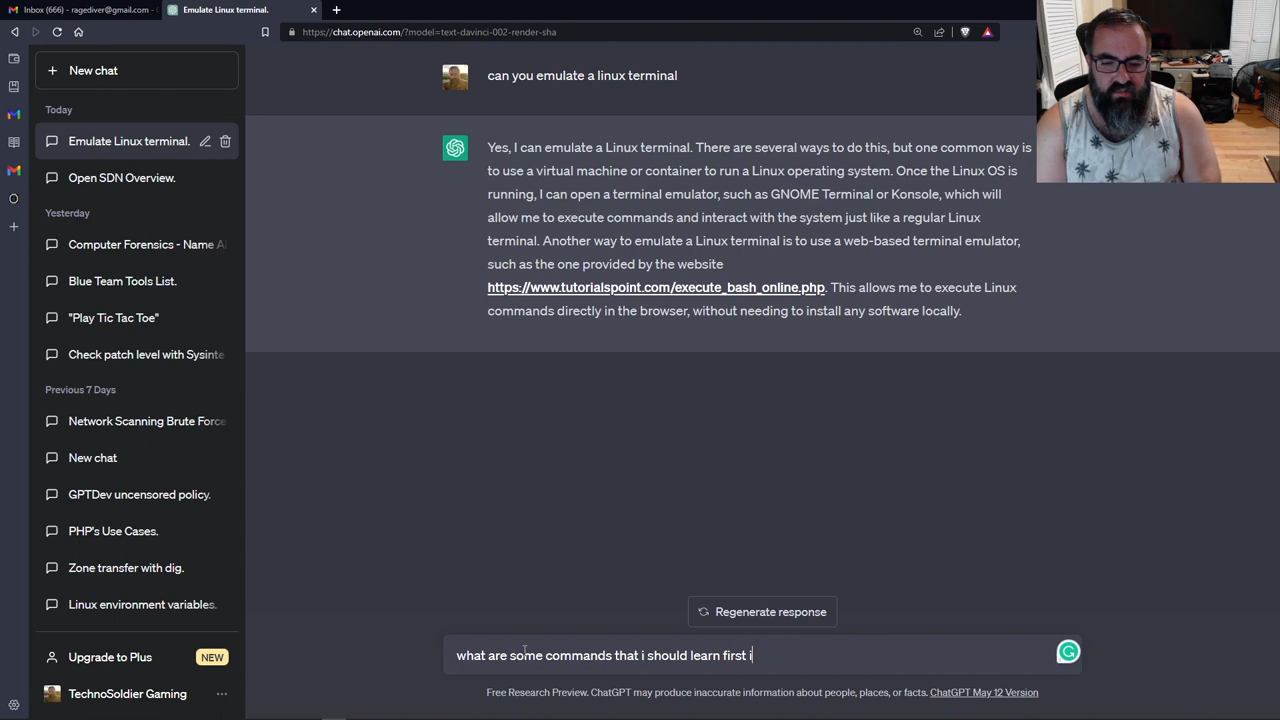 Inbox (666) - ragediver@gmail.com -
Emulate Linux terminal.
https://chat.openai.com/?model=text-davinci-002-render-sha
New chat
Today
Emulate Linux terminal.
Open SDN Overview.
Yesterday
Computer Forensics - Name Al
Blue Team Tools List.
"Play Tic Tac Toe"
Check patch level with Sysinte
Previous 7 Days
Network Scanning Brute Force
New chat
GPTDev uncensored policy.
PHP's Use Cases.
Zone transfer with dig.
Linux environment variables.
Upgrade to Plus NEW
TechnoSoldier Gaming
can you emulate a linux terminal
Yes, I can emulate a Linux terminal. There are several ways to do this, but one common way is
to use a virtual machine or container to run a Linux operating system. Once the Linux OS is
running, I can open a terminal emulator, such as GNOME Terminal or Konsole, which will
allow me to execute commands and interact with the system just like a regular Linux
terminal. Another way to emulate a Linux terminal is to use a web-based terminal emulator,
such as the one provided by the website
https://www.tutorialspoint.com/execute_bash_online.php. This allows me to execute Linux
commands directly in the browser, without needing to install any software locally.
Regenerate response
what are some commands that i should learn first i
Free Research Preview. ChatGPT may produce inaccurate information about people, places, or facts. ChatGPT May 12 Version